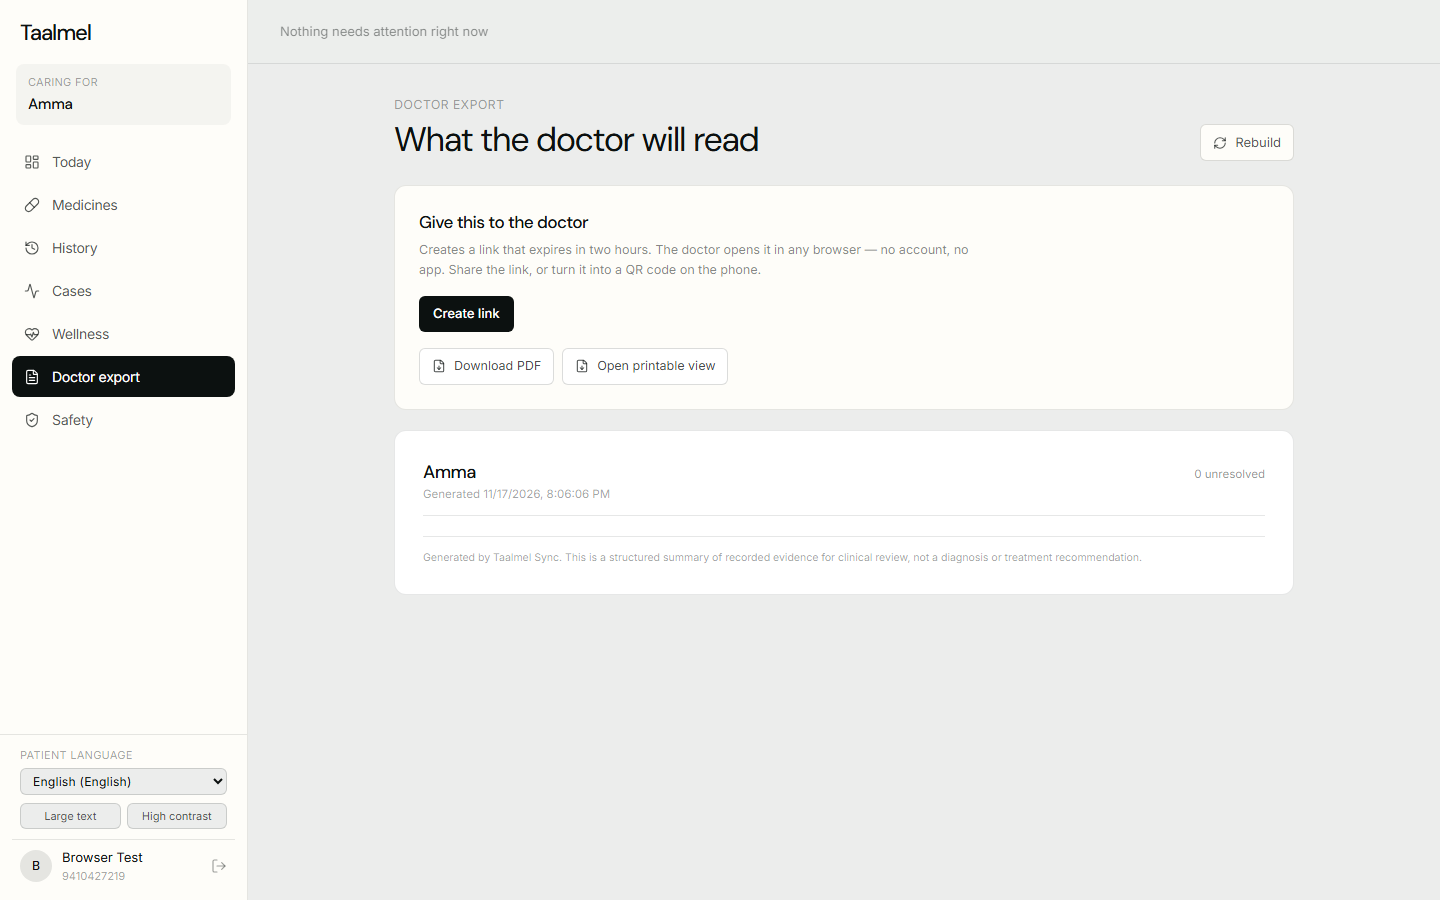 Taalmel
CARING FOR
Amma
Today
Medicines
History
Cases
Wellness
Doctor export
Safety
PATIENT LANGUAGE
English (English)
Large text
High contrast
B
Browser Test
9410427219
Nothing needs attention right now
DOCTOR EXPORT
What the doctor will read
Rebuild
Give this to the doctor
Creates a link that expires in two hours. The doctor opens it in any browser — no account, no
app. Share the link, or turn it into a QR code on the phone.
Create link
Download PDF
Open printable view
Amma
0 unresolved
Generated 11/17/2026, 8:06:06 PM
Generated by Taalmel Sync. This is a structured summary of recorded evidence for clinical review, not a diagnosis or treatment recommendation.